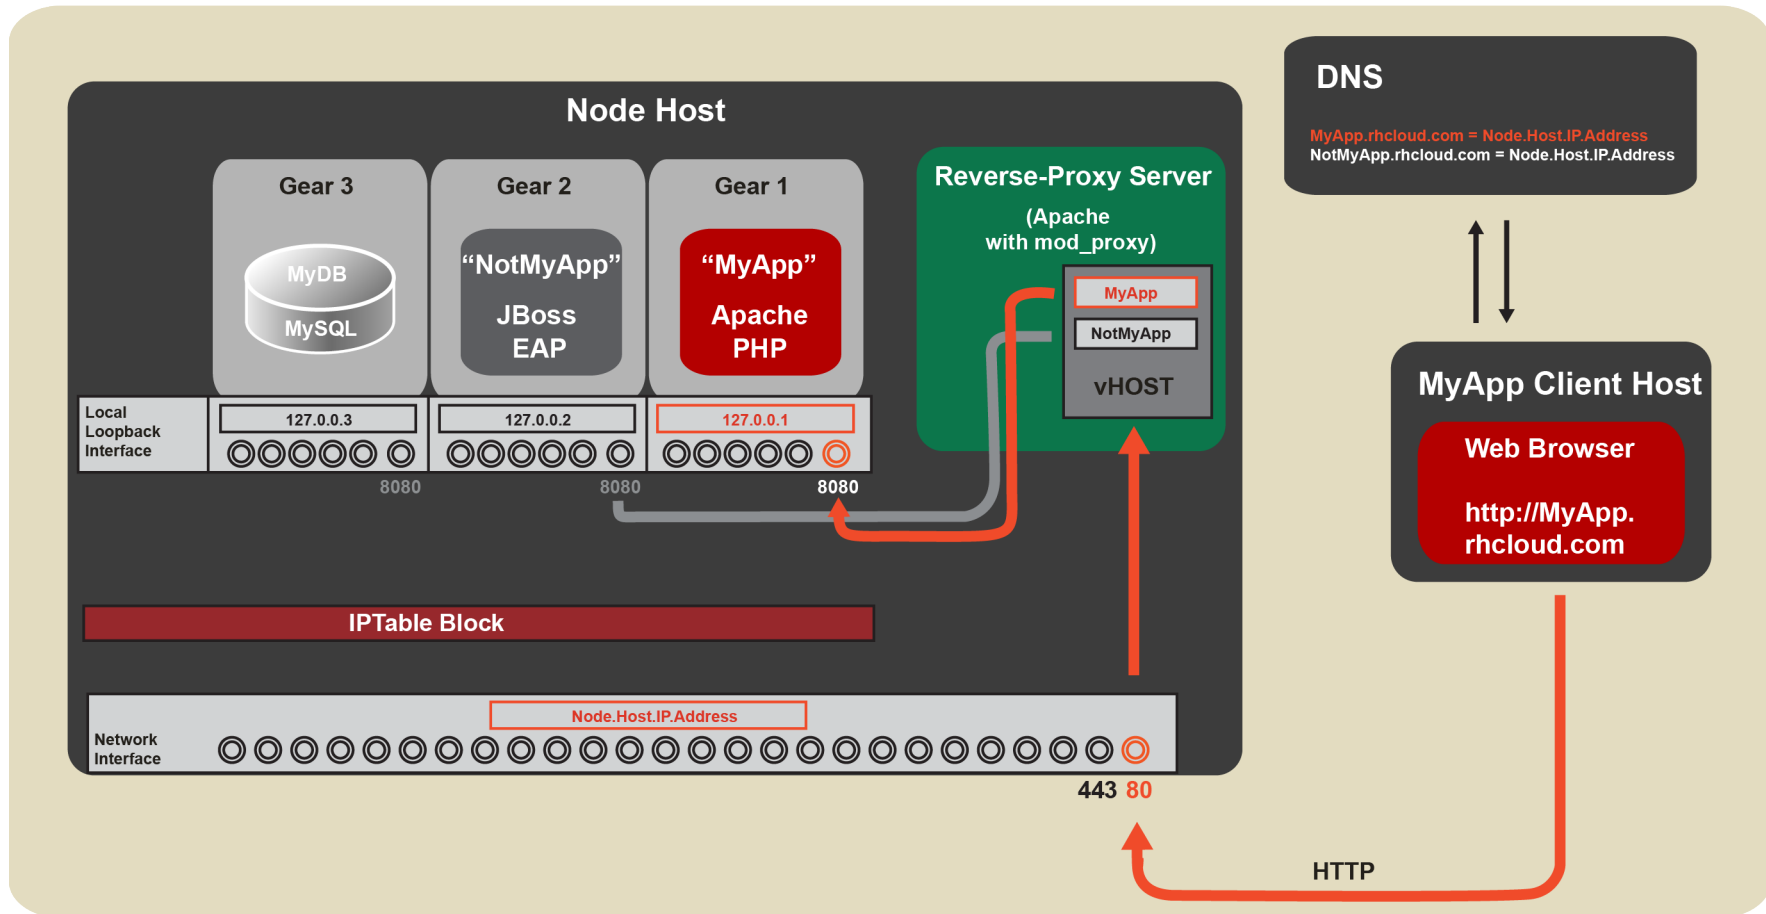 Node Host
Gear 3
Gear 2
Gear 1
MyDB
MySQL
“NotMyApp”
JBoss
EAP
“MyApp”
Apache
PHP
Local
Loopback
Interface
127.0.0.3
127.0.0.2
127.0.0.1
8080
8080
8080
Reverse-Proxy Server
(Apache
with mod_proxy)
MyApp
NotMyApp
vHOST
IPTable Block
Node.Host.IP.Address
Network
Interface
443 80
DNS
MyApp.rhcloud.com = Node.Host.IP.Address
NotMyApp.rhcloud.com = Node.Host.IP.Address
MyApp Client Host
Web Browser
http://MyApp.
rhcloud.com
HTTP